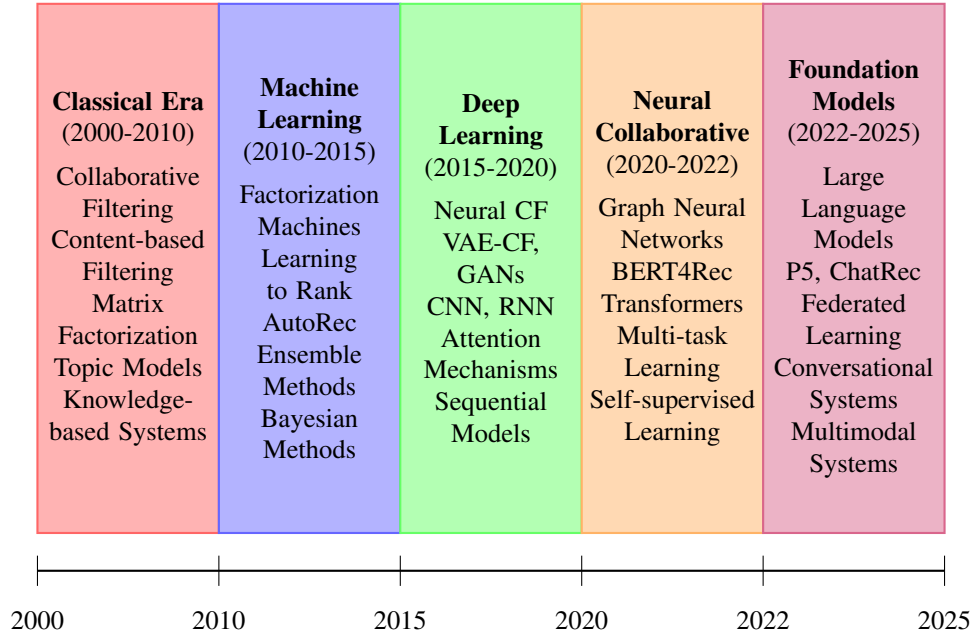 Classical Era
(2000-2010)
Collaborative
Filtering
Content-based
Filtering
Matrix
Factorization
Topic Models
Knowledge-
based Systems
Machine
Learning
(2010-2015)
Factorization
Machines
Learning
to Rank
AutoRec
Ensemble
Methods
Bayesian
Methods
Deep
Learning
(2015-2020)
Neural CF
VAE-CF,
GANs
CNN, RNN
Attention
Mechanisms
Sequential
Models
Neural
Collaborative
(2020-2022)
Graph Neural
Networks
BERT4Rec
Transformers
Multi-task
Learning
Self-supervised
Learning
Foundation
Models
(2022-2025)
Large
Language
Models
P5, ChatRec
Federated
Learning
Conversational
Systems
Multimodal
Systems
2000
2010
2015
2020
2022
2025